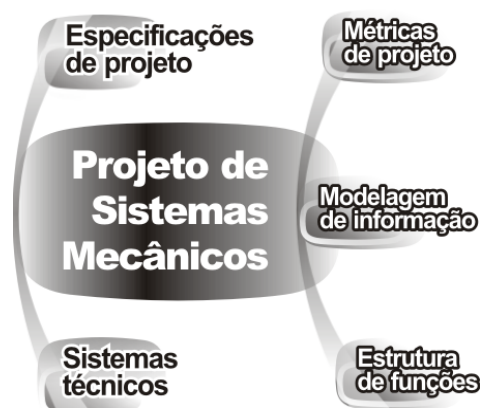 Especificações
de projeto
Métricas
de projeto
Projeto de
Sistemas
Mecânicos
Modelagem
de informação
Sistemas
técnicos
Estrutura
de funções